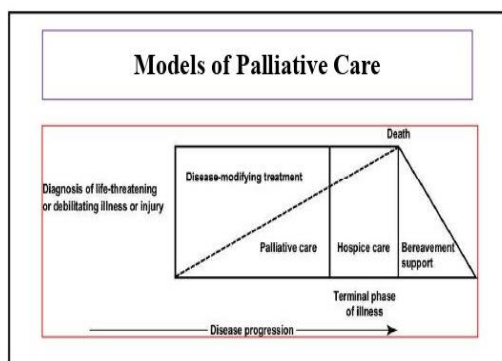 Models of Palliative Care
Death
Diagnosis of life-threatening
or debilitating illness or injury
Disease-modifying treatment
Palliative care
Hospice care
Bereavement
support
Terminal phase
of illness
Disease progression